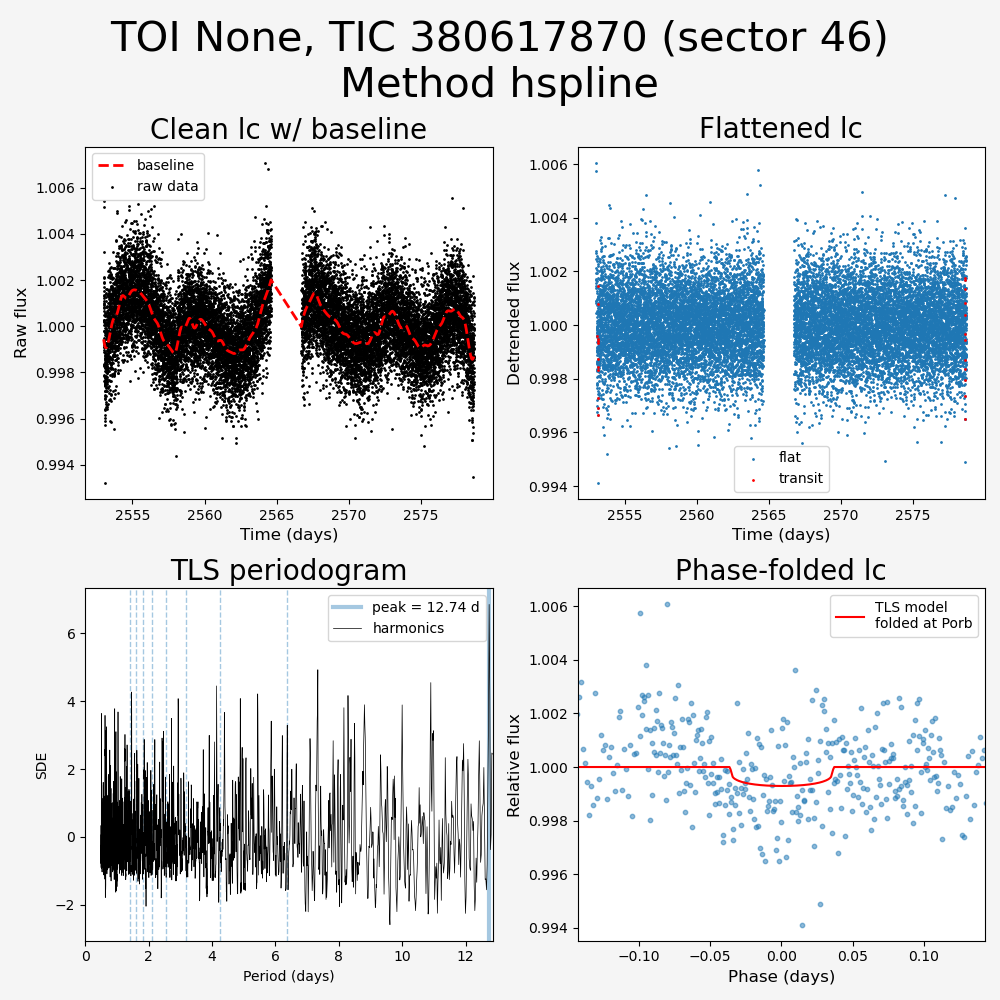 TOI None, TIC 380617870 (sector 46)
Method hspline
Clean lc w/ baseline
Flattened lc
baseline
raw data
1.006
1.004
1.002
1.000
0.998
0.996
0.994
Raw flux
2555
2560
2565
2570
2575
Time (days)
1.006
1.004
1.002
1.000
0.998
0.996
0.994
Detrended flux
flat
transit
2555
2560
2565
2570
2575
Time (days)
TLS periodogram
Phase-folded lc
peak = 12.74 d
harmonics
6
4
2
0
−2
SDE
0
2
4
6
8
10
12
Period (days)
TLS model
folded at Porb
1.006
1.004
1.002
1.000
0.998
0.996
0.994
Relative flux
−0.10
−0.05
0.00
0.05
0.10
Phase (days)